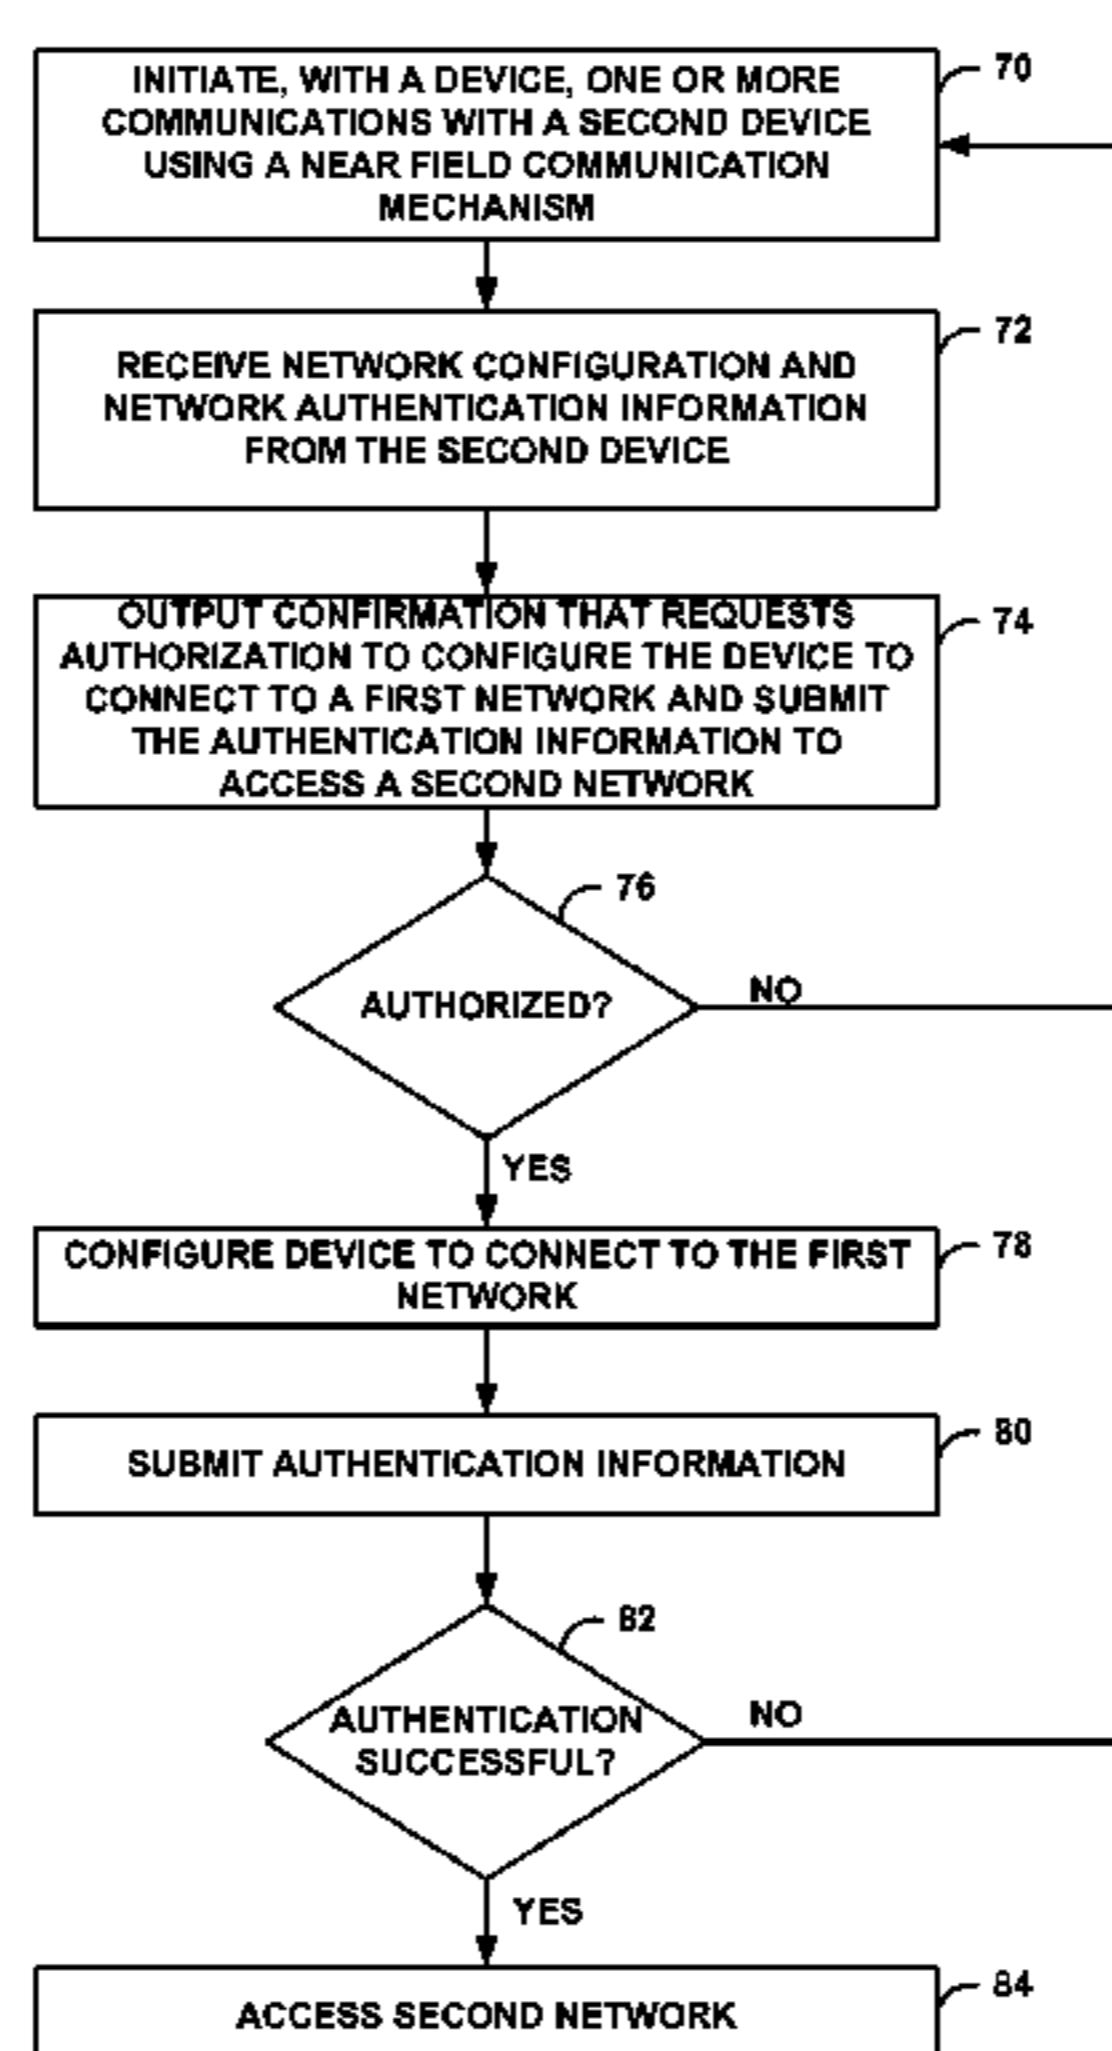 INITIATE, WITH A DEVICE, ONE OR MORE
COMMUNICATIONS WITH A SECOND DEVICE
USING A NEAR FIELD COMMUNICATION
MECHANISM
70
RECEIVE NETWORK CONFIGURATION AND
NETWORK AUTHENTICATION INFORMATION
FROM THE SECOND DEVICE
72
OUTPUT CONFIRMATION THAT REQUESTS
AUTHORIZATION TO CONFIGURE THE DEVICE TO
CONNECT TO A FIRST NETWORK AND SUBMIT
THE AUTHENTICATION INFORMATION TO
ACCESS A SECOND NETWORK
74
76
AUTHORIZED?
NO
YES
CONFIGURE DEVICE TO CONNECT TO THE FIRST
NETWORK
78
SUBMIT AUTHENTICATION INFORMATION
80
82
AUTHENTICATION
SUCCESSFUL?
NO
YES
ACCESS SECOND NETWORK
84